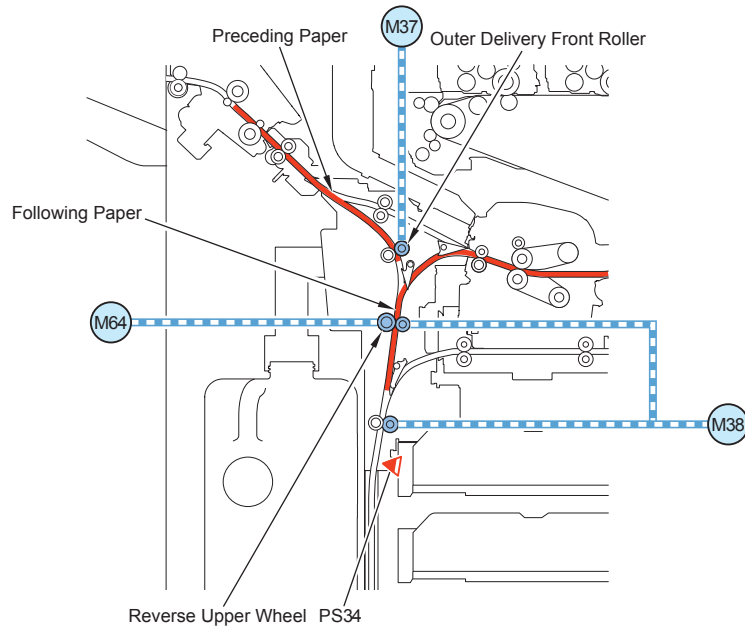 M37
Preceding Paper
Outer Delivery Front Roller
Following Paper
M64
M38
Reverse Upper Wheel
PS34